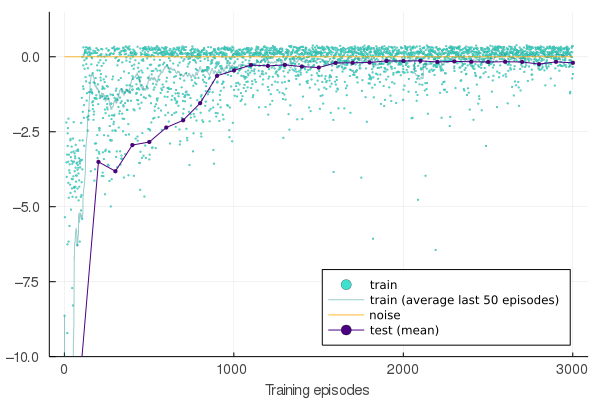 0.0
−2.5
−5.0
−7.5
−10.0
train
train (average last 50 episodes)
noise
test (mean)
0 1000 2000 3000
Training episodes